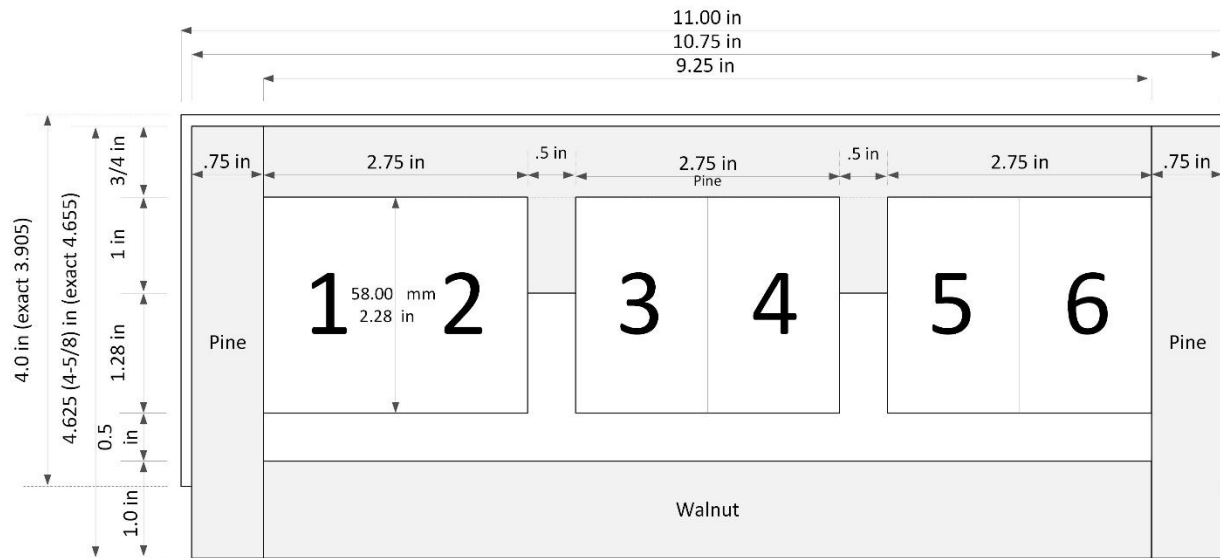 11.00 in
10.75 in
9.25 in
.75 in
2.75 in
.5 in
2.75 in
Pine
.5 in
2.75 in
.75 in
3/4 in
1 in
1.28 in
0.5
in
1.0 in
4.0 in (exact 3.905)
4.625 (4-5/8) in (exact 4.655)
1
58.00 mm
2.28 in
2
3
4
5
6
Pine
Pine
Walnut